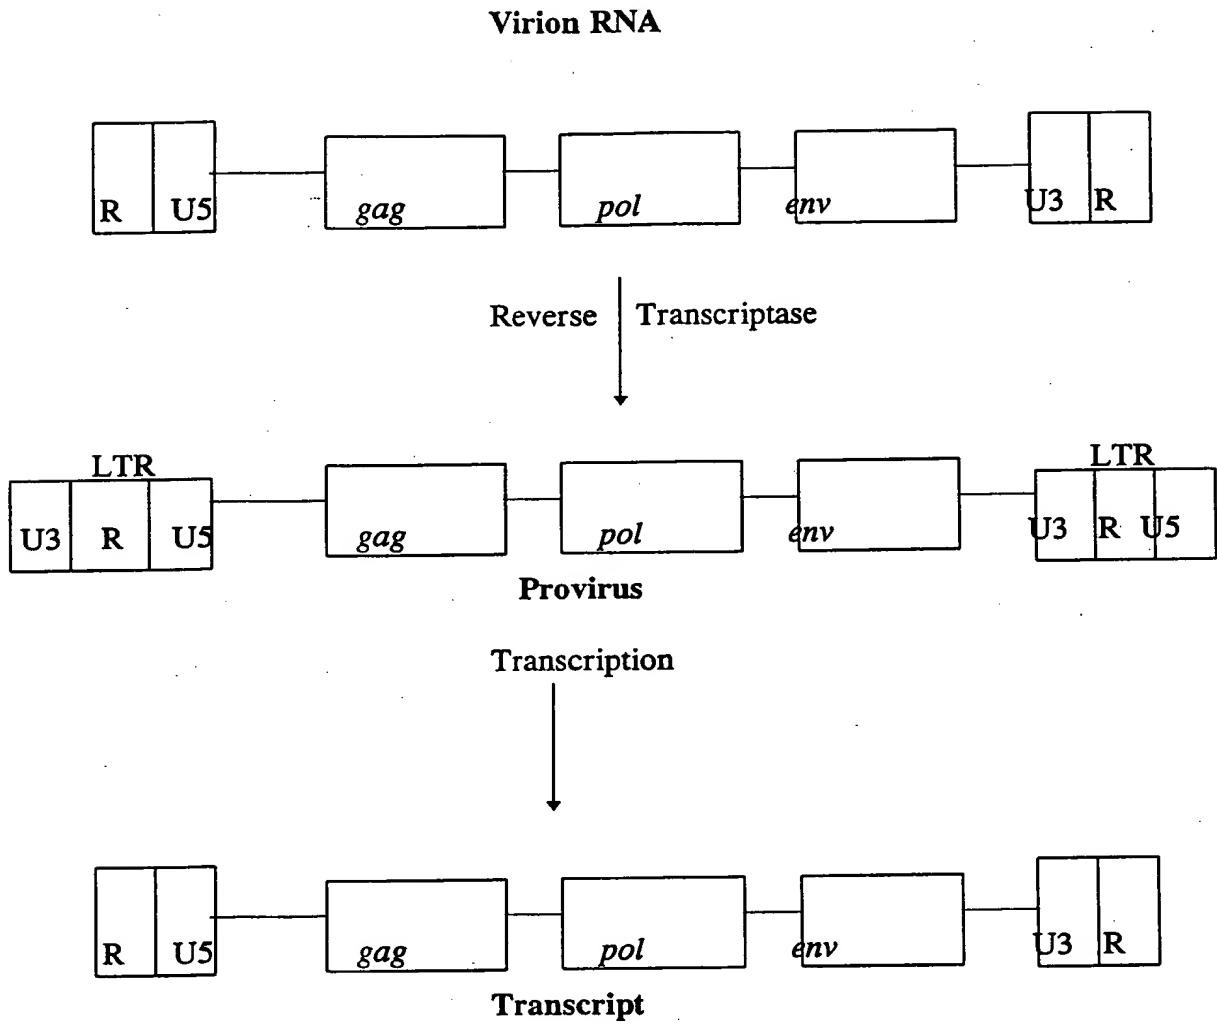 Virion RNA
R U5 gag pol env U3 R
Reverse Transcriptase
LTR LTR
U3 R U5 gag pol env U3 R U5
Provirus
Transcription
R U5 gag pol env U3 R
Transcript